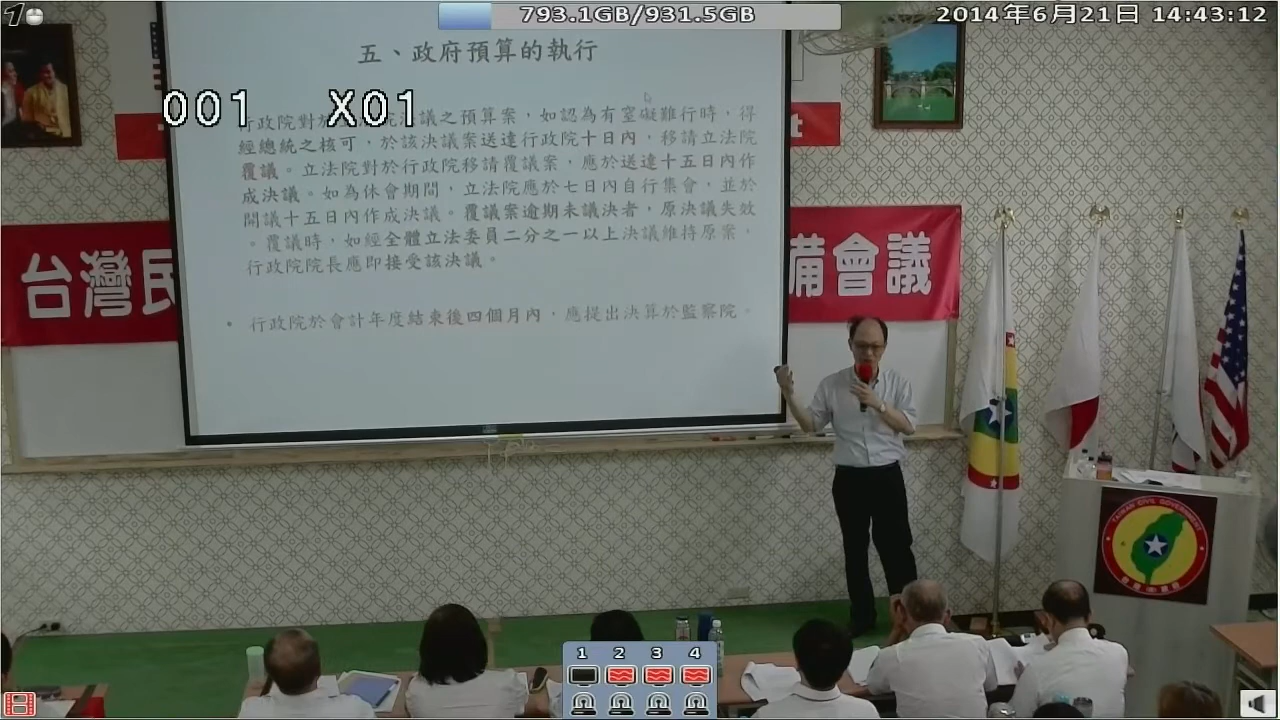 793.1GB/931.5GB
2014年6月21日 14:43:12
五、政府預算的執行
001 X01
行政院對於 決議之預算案，如認為有窒礙難行時，得
經總統之核可，於該決議案送達行政院十日內，移請立法院
覆議。立法院對於行政院移請覆議案，應於送達十五日內作
成決議。如為休會期間，立法院應於七日內自行集會，並於
開議十五日內作成決議。覆議案逾期未議決者，原決議失效
。覆議時，如經全體立法委員二分之一以上決議維持原案，
行政院院長應即接受該決議。
• 行政院於會計年度結束後四個月內，應提出決算於監察院。
台灣民
備會議
t
TAIWAN CIVIL GOVERNMENT
1 2 3 4